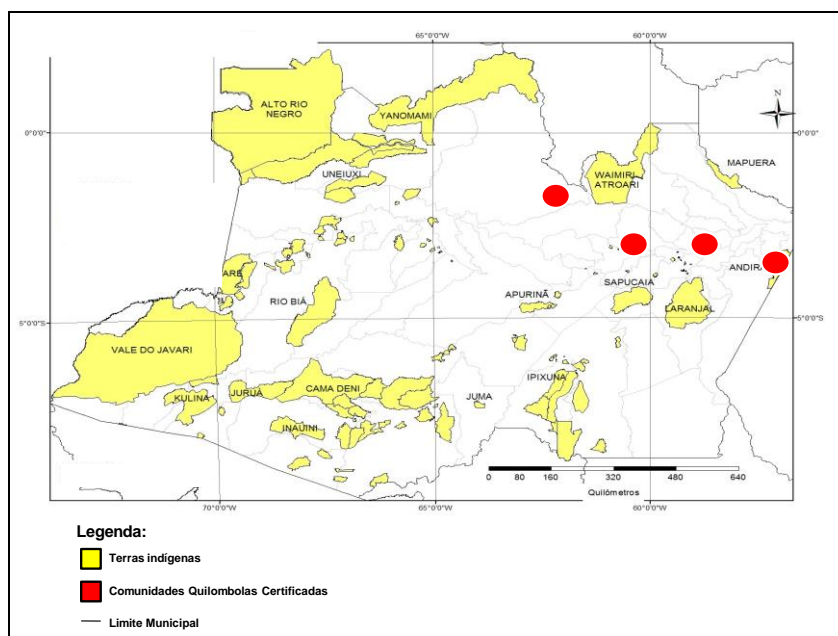 65°0'0"W
60°0'0"W
N
ALTO RIO
NEGRO
YANOMAMI
0°0'0"
0°0'0"
WAIMIRI
ATROARI
MAPUERA
UNEIUXI
ARE
ANDIRA
RIO BIÁ
APURINÃ
SAPUCAIA
LARANJAL
5°0'0"S
5°0'0"S
VALE DO JAVARI
KULINA
JURUÁ
CAMA DENI
JUMA
IPIXUNA
INAUINI
0 80 160 320 480 640
Quilômetros
70°0'0"W
65°0'0"W
60°0'0"W
Legenda:
Terras indígenas
Comunidades Quilombolas Certificadas
Limite Municipal